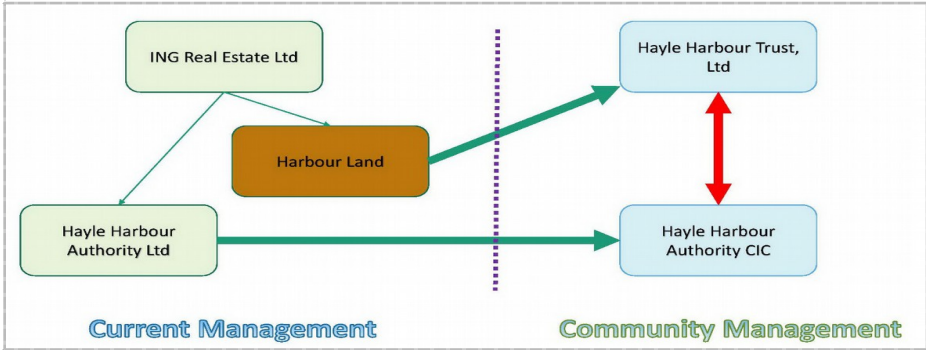 ING Real Estate Ltd
Hayle Harbour Trust,
Ltd
Harbour Land
Hayle Harbour
Authority Ltd
Hayle Harbour
Authority CIC
Current Management
Community Management